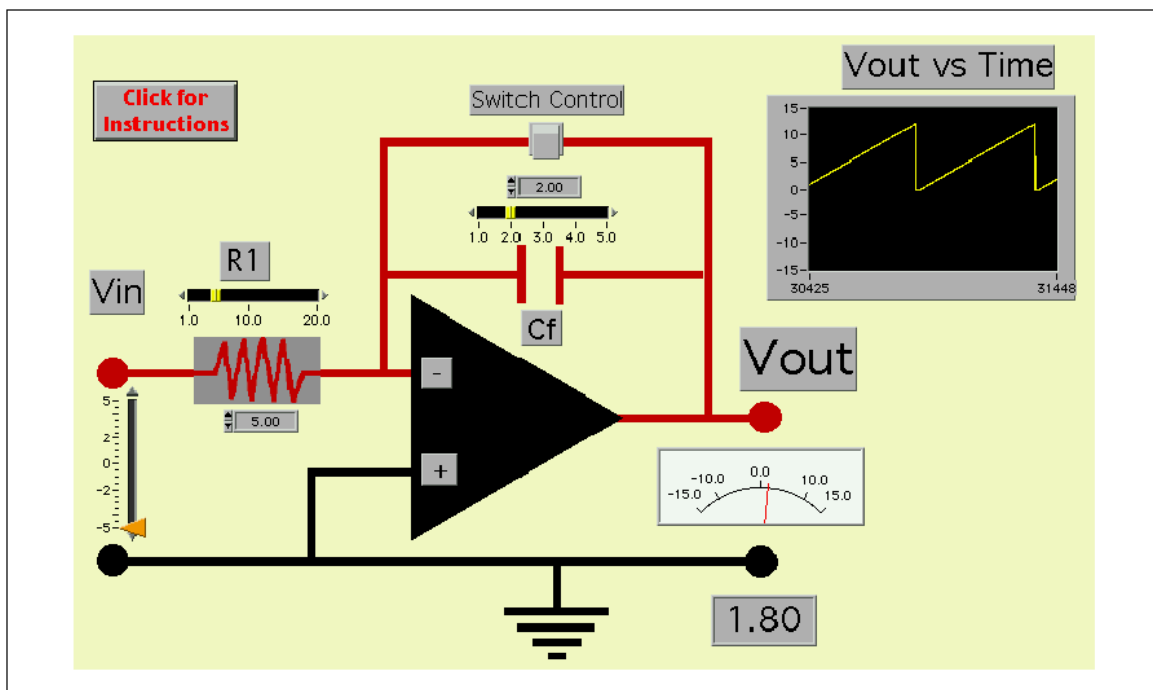 Vout vs Time
Click for
Instructions
Switch Control
15-
10-
5-
0-
-5-
-10-
-15-
30425
31448
2.00
1.0 2.0 3.0 4.0 5.0
R1
Vin
1.0 10.0 20.0
Cf
Vout
-
5-
2-
0-
-2-
-5-
5.00
+
-15.0 -10.0 0.0 10.0 15.0
1.80